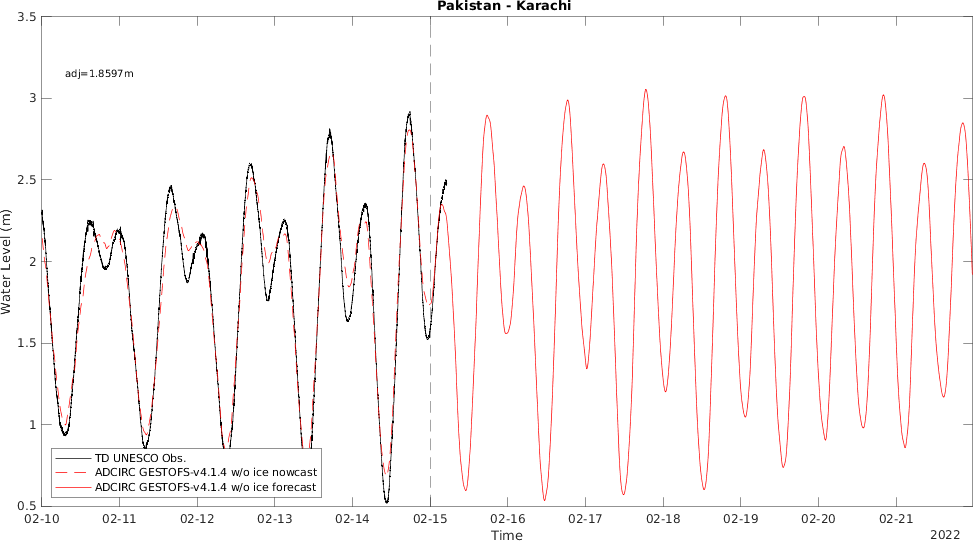 Pakistan - Karachi
3.5
3
2.5
2
1.5
1
0.5
Water Level (m)
adj=1.8597m
TD UNESCO Obs.
ADCIRC GESTOFS-v4.1.4 w/o ice nowcast
ADCIRC GESTOFS-v4.1.4 w/o ice forecast
02-10 02-11 02-12 02-13 02-14 02-15 02-16 02-17 02-18 02-19 02-20 02-21
Time
2022